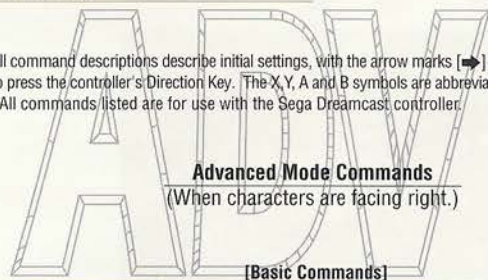 ll command descriptions describe initial settings, with the arrow marks [➡]
o press the controller's Direction Key. The X,Y, A and B symbols are abbrevia
All commands listed are for use with the Sega Dreamcast controller.
ADV
Advanced Mode Commands
(When characters are facing right.)
[Basic Commands]